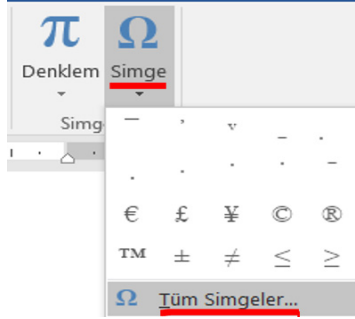 π Ω
Denklem Simge
Simg
€ £ ¥ © ®
™ ± ≠ ≤ ≥
Ω Tüm Simgeler...